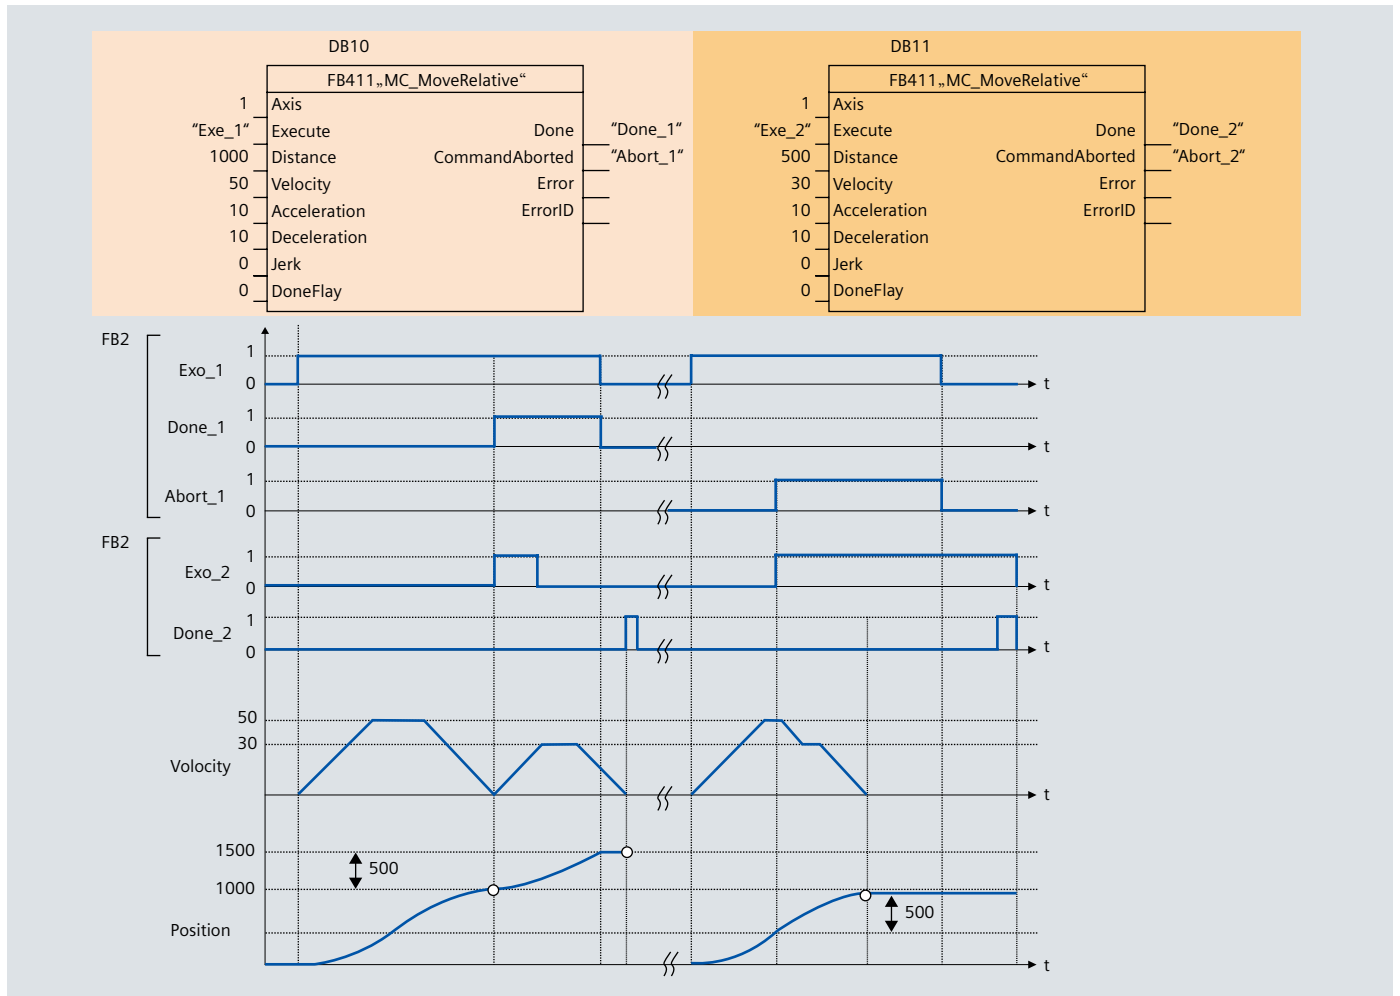 DB10
FB411„MC_MoveRelative“
1 Axis
“Exe_1“ Execute Done “Done_1“
1000 Distance CommandAborted “Abort_1“
50 Velocity Error
10 Acceleration ErrorID
10 Deceleration
0 Jerk
0 DoneFlay
DB11
FB411„MC_MoveRelative“
1 Axis
“Exe_2“ Execute Done “Done_2“
500 Distance CommandAborted “Abort_2“
30 Velocity Error
10 Acceleration ErrorID
10 Deceleration
0 Jerk
0 DoneFlay
FB2
Exo_1
1
0
t
Done_1
1
0
t
Abort_1
1
0
t
FB2
Exo_2
1
0
t
Done_2
1
0
t
Volocity
50
30
t
Position
1500
1000
500
500
t